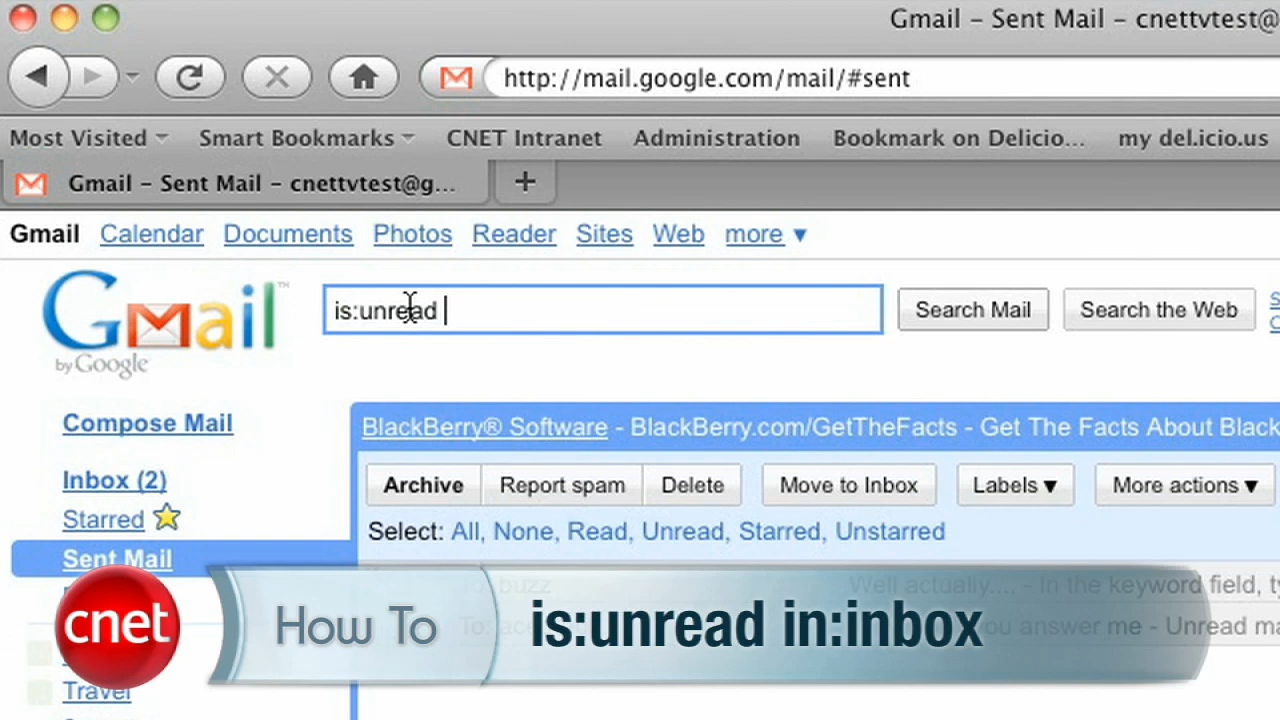 Gmail – Sent Mail – cnettvtest@
http://mail.google.com/mail/#sent
Most Visited Smart Bookmarks CNET Intranet Administration Bookmark on Delicio... my del.icio.us
Gmail – Sent Mail – cnettvtest@g...
Gmail Calendar Documents Photos Reader Sites Web more ▼
Gmail™
by Google
is:unread
Search Mail Search the Web
Compose Mail
BlackBerry® Software - BlackBerry.com/GetTheFacts - Get The Facts About Black
Inbox (2)
Archive Report spam Delete Move to Inbox Labels ▼ More actions ▼
Starred
Select: All, None, Read, Unread, Starred, Unstarred
Sent Mail
buzz Well actually.... - In the keyword field, ty
To: you answer me - Unread ma
cnet How To is:unread in:inbox
Travel